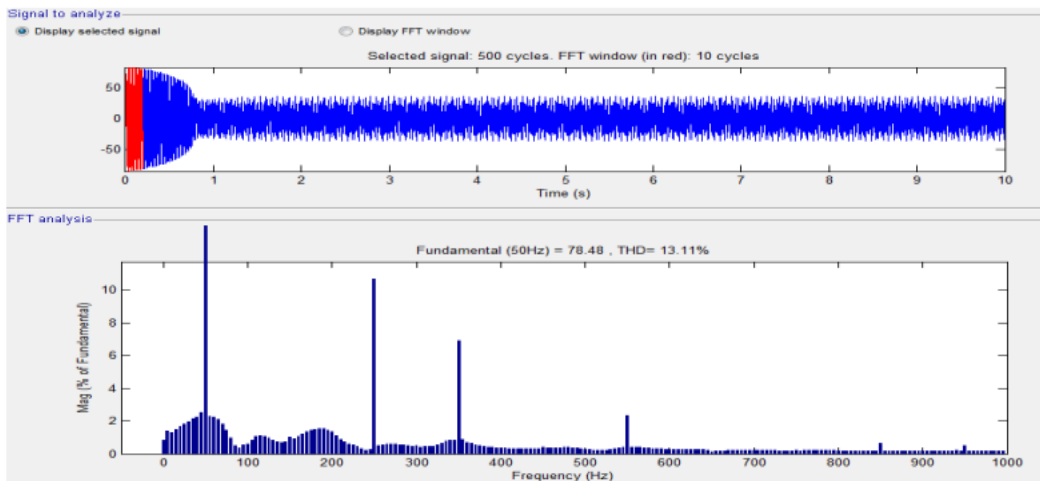 Signal to analyze
Display selected signal Display FFT window
Selected signal: 500 cycles. FFT window (in red): 10 cycles
50
0
-50
0 1 2 3 4 5 6 7 8 9 10
Time (s)
FFT analysis
Fundamental (50Hz) = 78.48 , THD= 13.11%
Mag (% of Fundamental)
10
8
6
4
2
0
0 100 200 300 400 500 600 700 800 900 1000
Frequency (Hz)